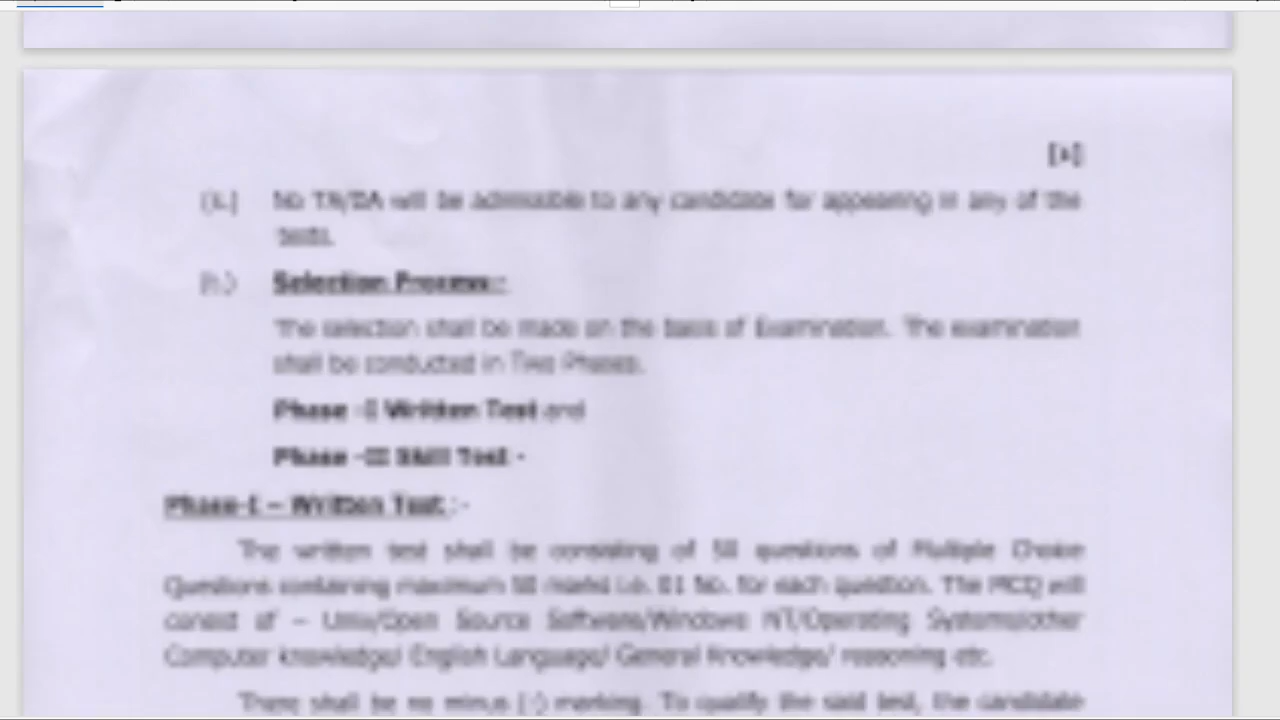 No TA/DA will be admissible to any candidate for appearing in any of the
tests.
Selection Process:-
The selection shall be made on the basis of Examination. The examination
shall be conducted in Two Phases.
Phase -I Written Test and
Phase -II Skill Test -
Phase-I – Written Test :-
The written test shall be consisting of 50 questions of Multiple Choice
Questions containing maximum 50 marks i.e. 01 No. for each question. The MCQ will
consist of – Unix/Open Source Software/Windows NT/Operating Systems/other
Computer knowledge/ English Language/ General Knowledge/ reasoning etc.
There shall be no minus (-) marking. To qualify the said test, the candidate